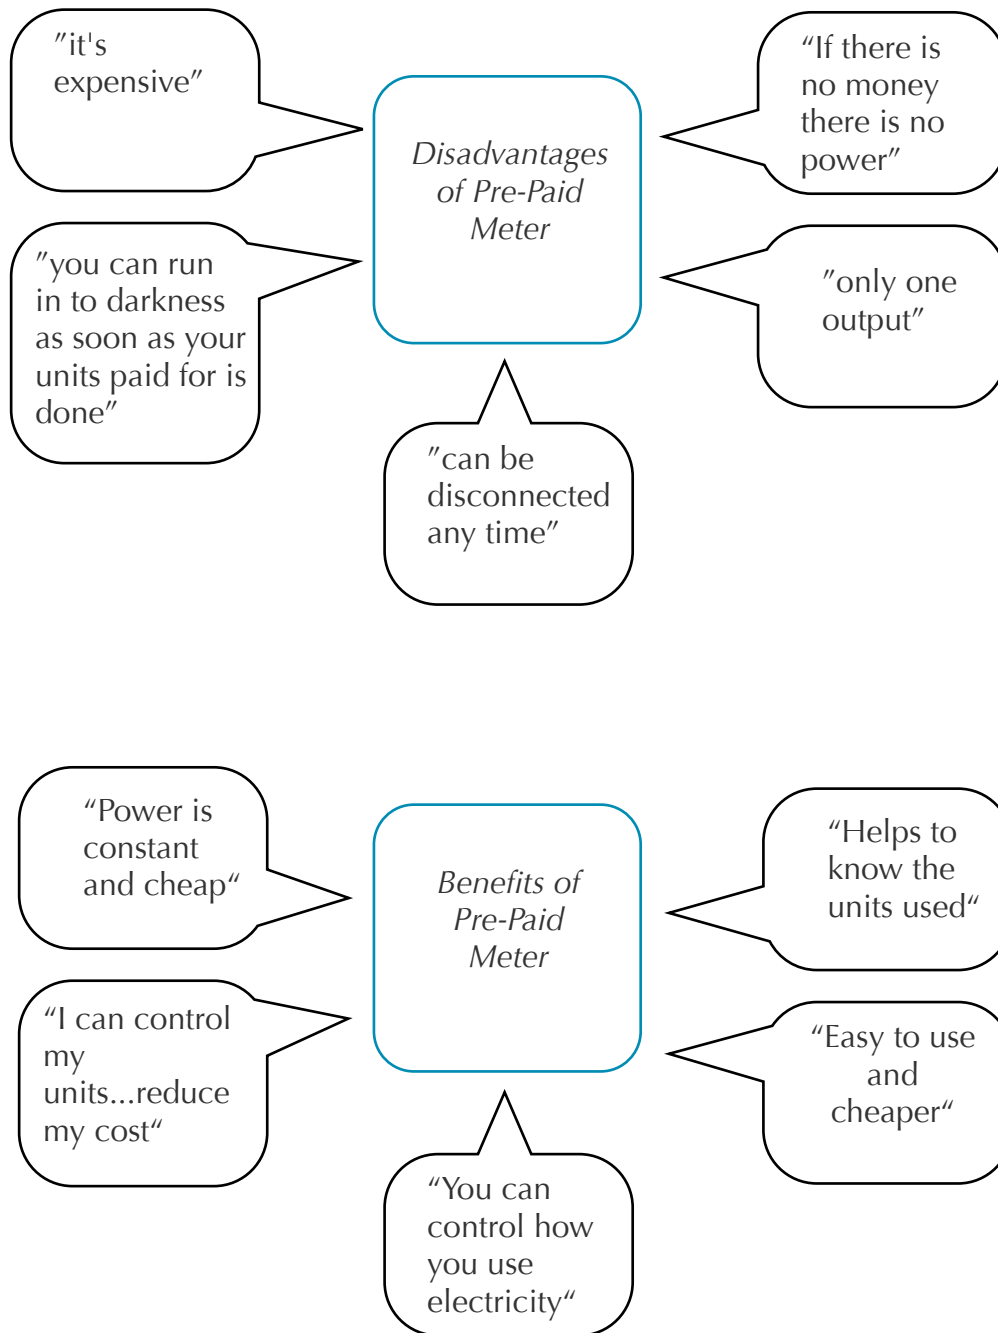 "it's
expensive"
Disadvantages
of Pre-Paid
Meter
“If there is
no money
there is no
power”
"you can run
in to darkness
as soon as your
units paid for is
done"
"only one
output"
"can be
disconnected
any time"
“Power is
constant
and cheap“
Benefits of
Pre-Paid
Meter
“Helps to
know the
units used“
“I can control
my
units...reduce
my cost“
“Easy to use
and
cheaper“
“You can
control how
you use
electricity“